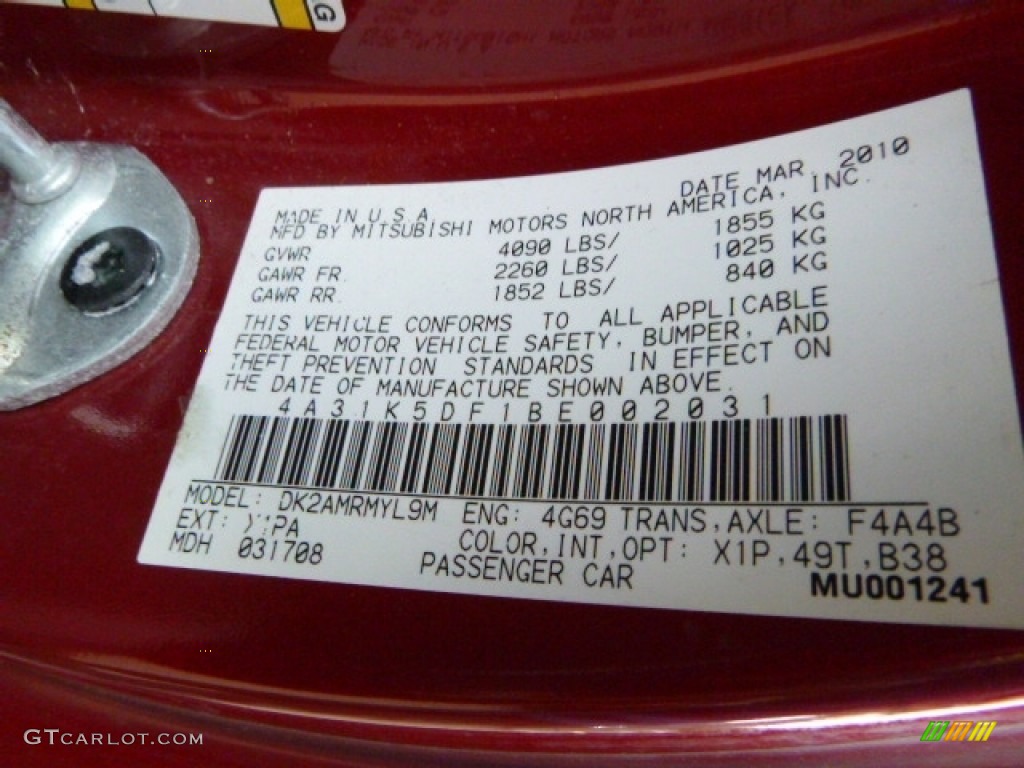 KG
DATE MAR, 2010
MADE IN U.S.A.
MFD BY MITSUBISHI MOTORS NORTH AMERICA, INC.
GVWR 4090 LBS/ 1855 KG
GAWR FR. 2260 LBS/ 1025 KG
GAWR RR. 1852 LBS/ 840 KG
THIS VEHICLE CONFORMS TO ALL APPLICABLE
FEDERAL MOTOR VEHICLE SAFETY, BUMPER, AND
THEFT PREVENTION STANDARDS IN EFFECT ON
THE DATE OF MANUFACTURE SHOWN ABOVE.
4A31K5DF1BE002031
MODEL: DK2AMRMYL9M ENG: 4G69 TRANS,AXLE: F4A4B
EXT: COLOR,INT,OPT: X1P,49T,B38
MDH 031708 PASSENGER CAR
MU001241
GTCARLOT.COM